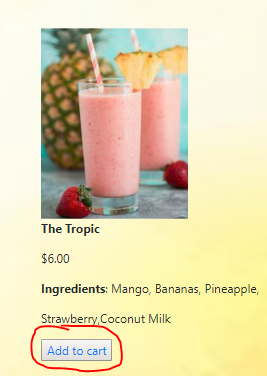 The Tropic
$6.00
Ingredients: Mango, Bananas, Pineapple,
Strawberry,Coconut Milk
Add to cart